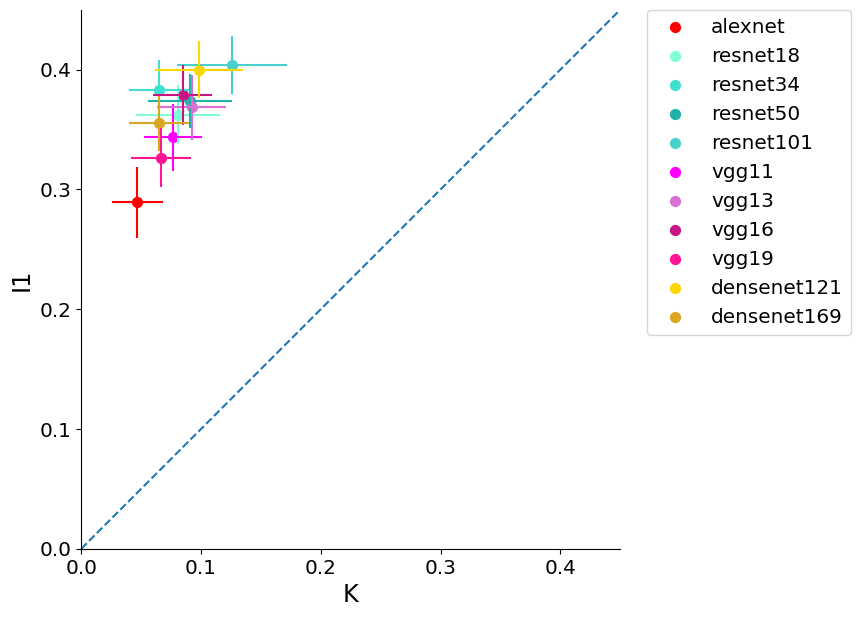 alexnet
resnet18
resnet34
resnet50
resnet101
vgg11
vgg13
vgg16
vgg19
densenet121
densenet169
0.4
0.3
0.2
0.1
0.0
l1
0.0 0.1 0.2 0.3 0.4
K